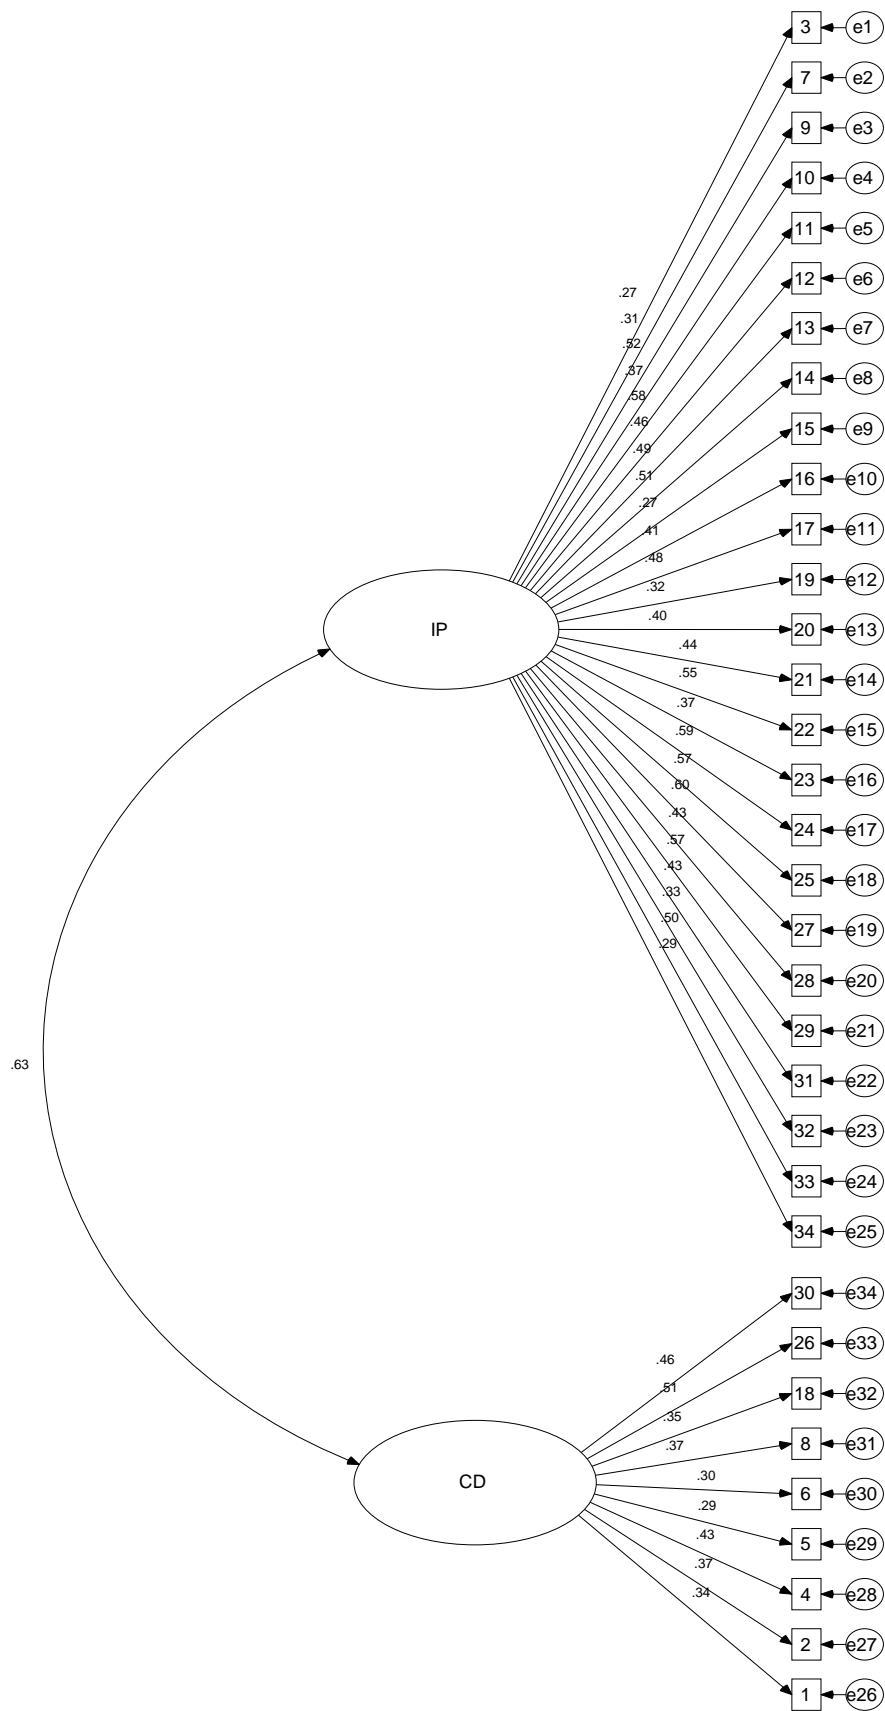 3 e1
7 e2
9 e3
10 e4
11 e5
12 e6
.27
.31
13 e7
.52
.37
14 e8
.58
.46
15 e9
.49
.51
16 e10
.27
.41
17 e11
.48
19 e12
.32
.40
IP
20 e13
.44
.55
21 e14
.37
22 e15
.59
.57
23 e16
.60
.43
24 e17
.57
.43
25 e18
.33
.50
27 e19
.29
28 e20
29 e21
.63
31 e22
32 e23
33 e24
34 e25
30 e34
26 e33
.46
.51
18 e32
.35
.37
8 e31
CD
.30
6 e30
.29
.43
5 e29
.37
.34
4 e28
2 e27
1 e26